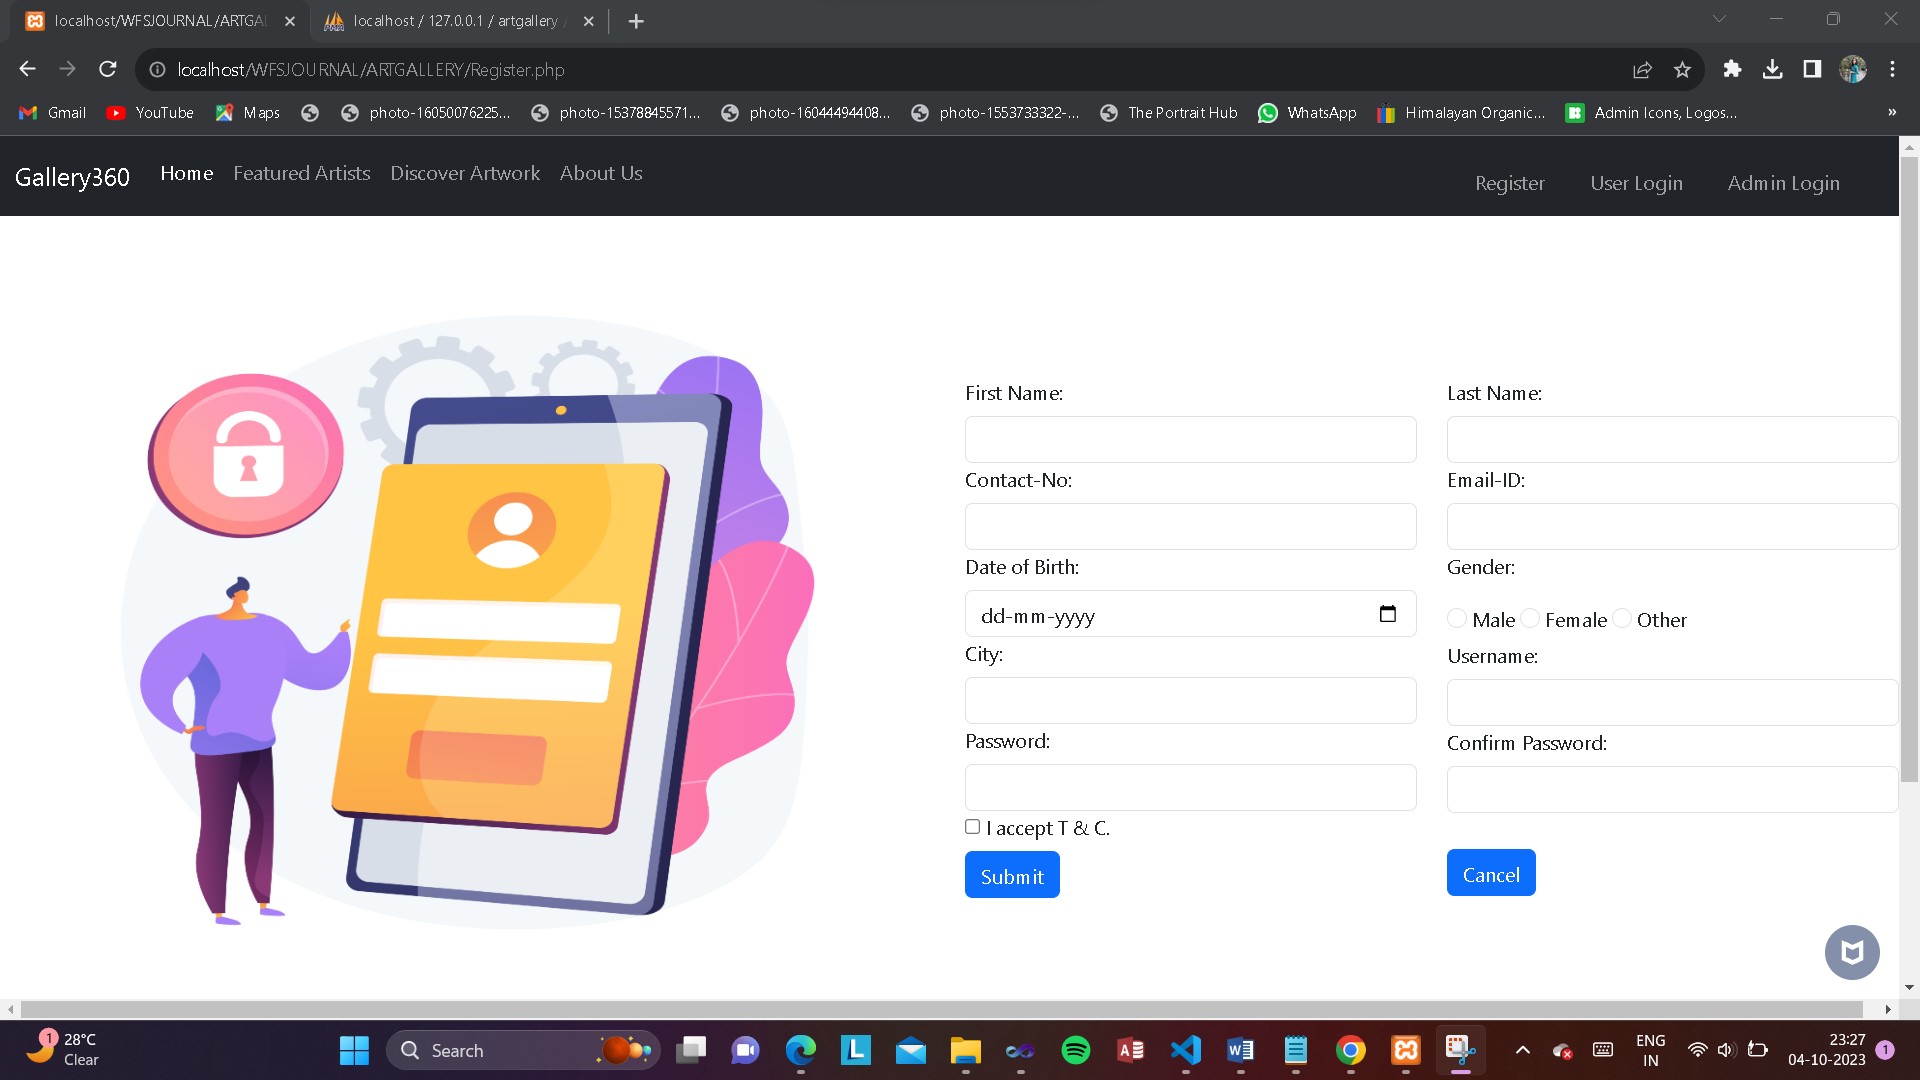 localhost/WFSJOURNAL/ARTGA
localhost / 127.0.0.1 / artgallery
localhost/WFSJOURNAL/ARTGALLERY/Register.php
Gmail YouTube Maps photo-16050076225... photo-15378845571... photo-16044494408... photo-1553733322-... The Portrait Hub WhatsApp Himalayan Organic... Admin Icons, Logos... »
Gallery360 Home Featured Artists Discover Artwork About Us Register User Login Admin Login
First Name: Last Name:
Contact-No: Email-ID:
Date of Birth: Gender:
dd-mm-yyyy Male Female Other
City: Username:
Password: Confirm Password:
I accept T & C.
Submit Cancel
1 28°C
Clear
Search
ENG
IN
23:27
04-10-2023
1